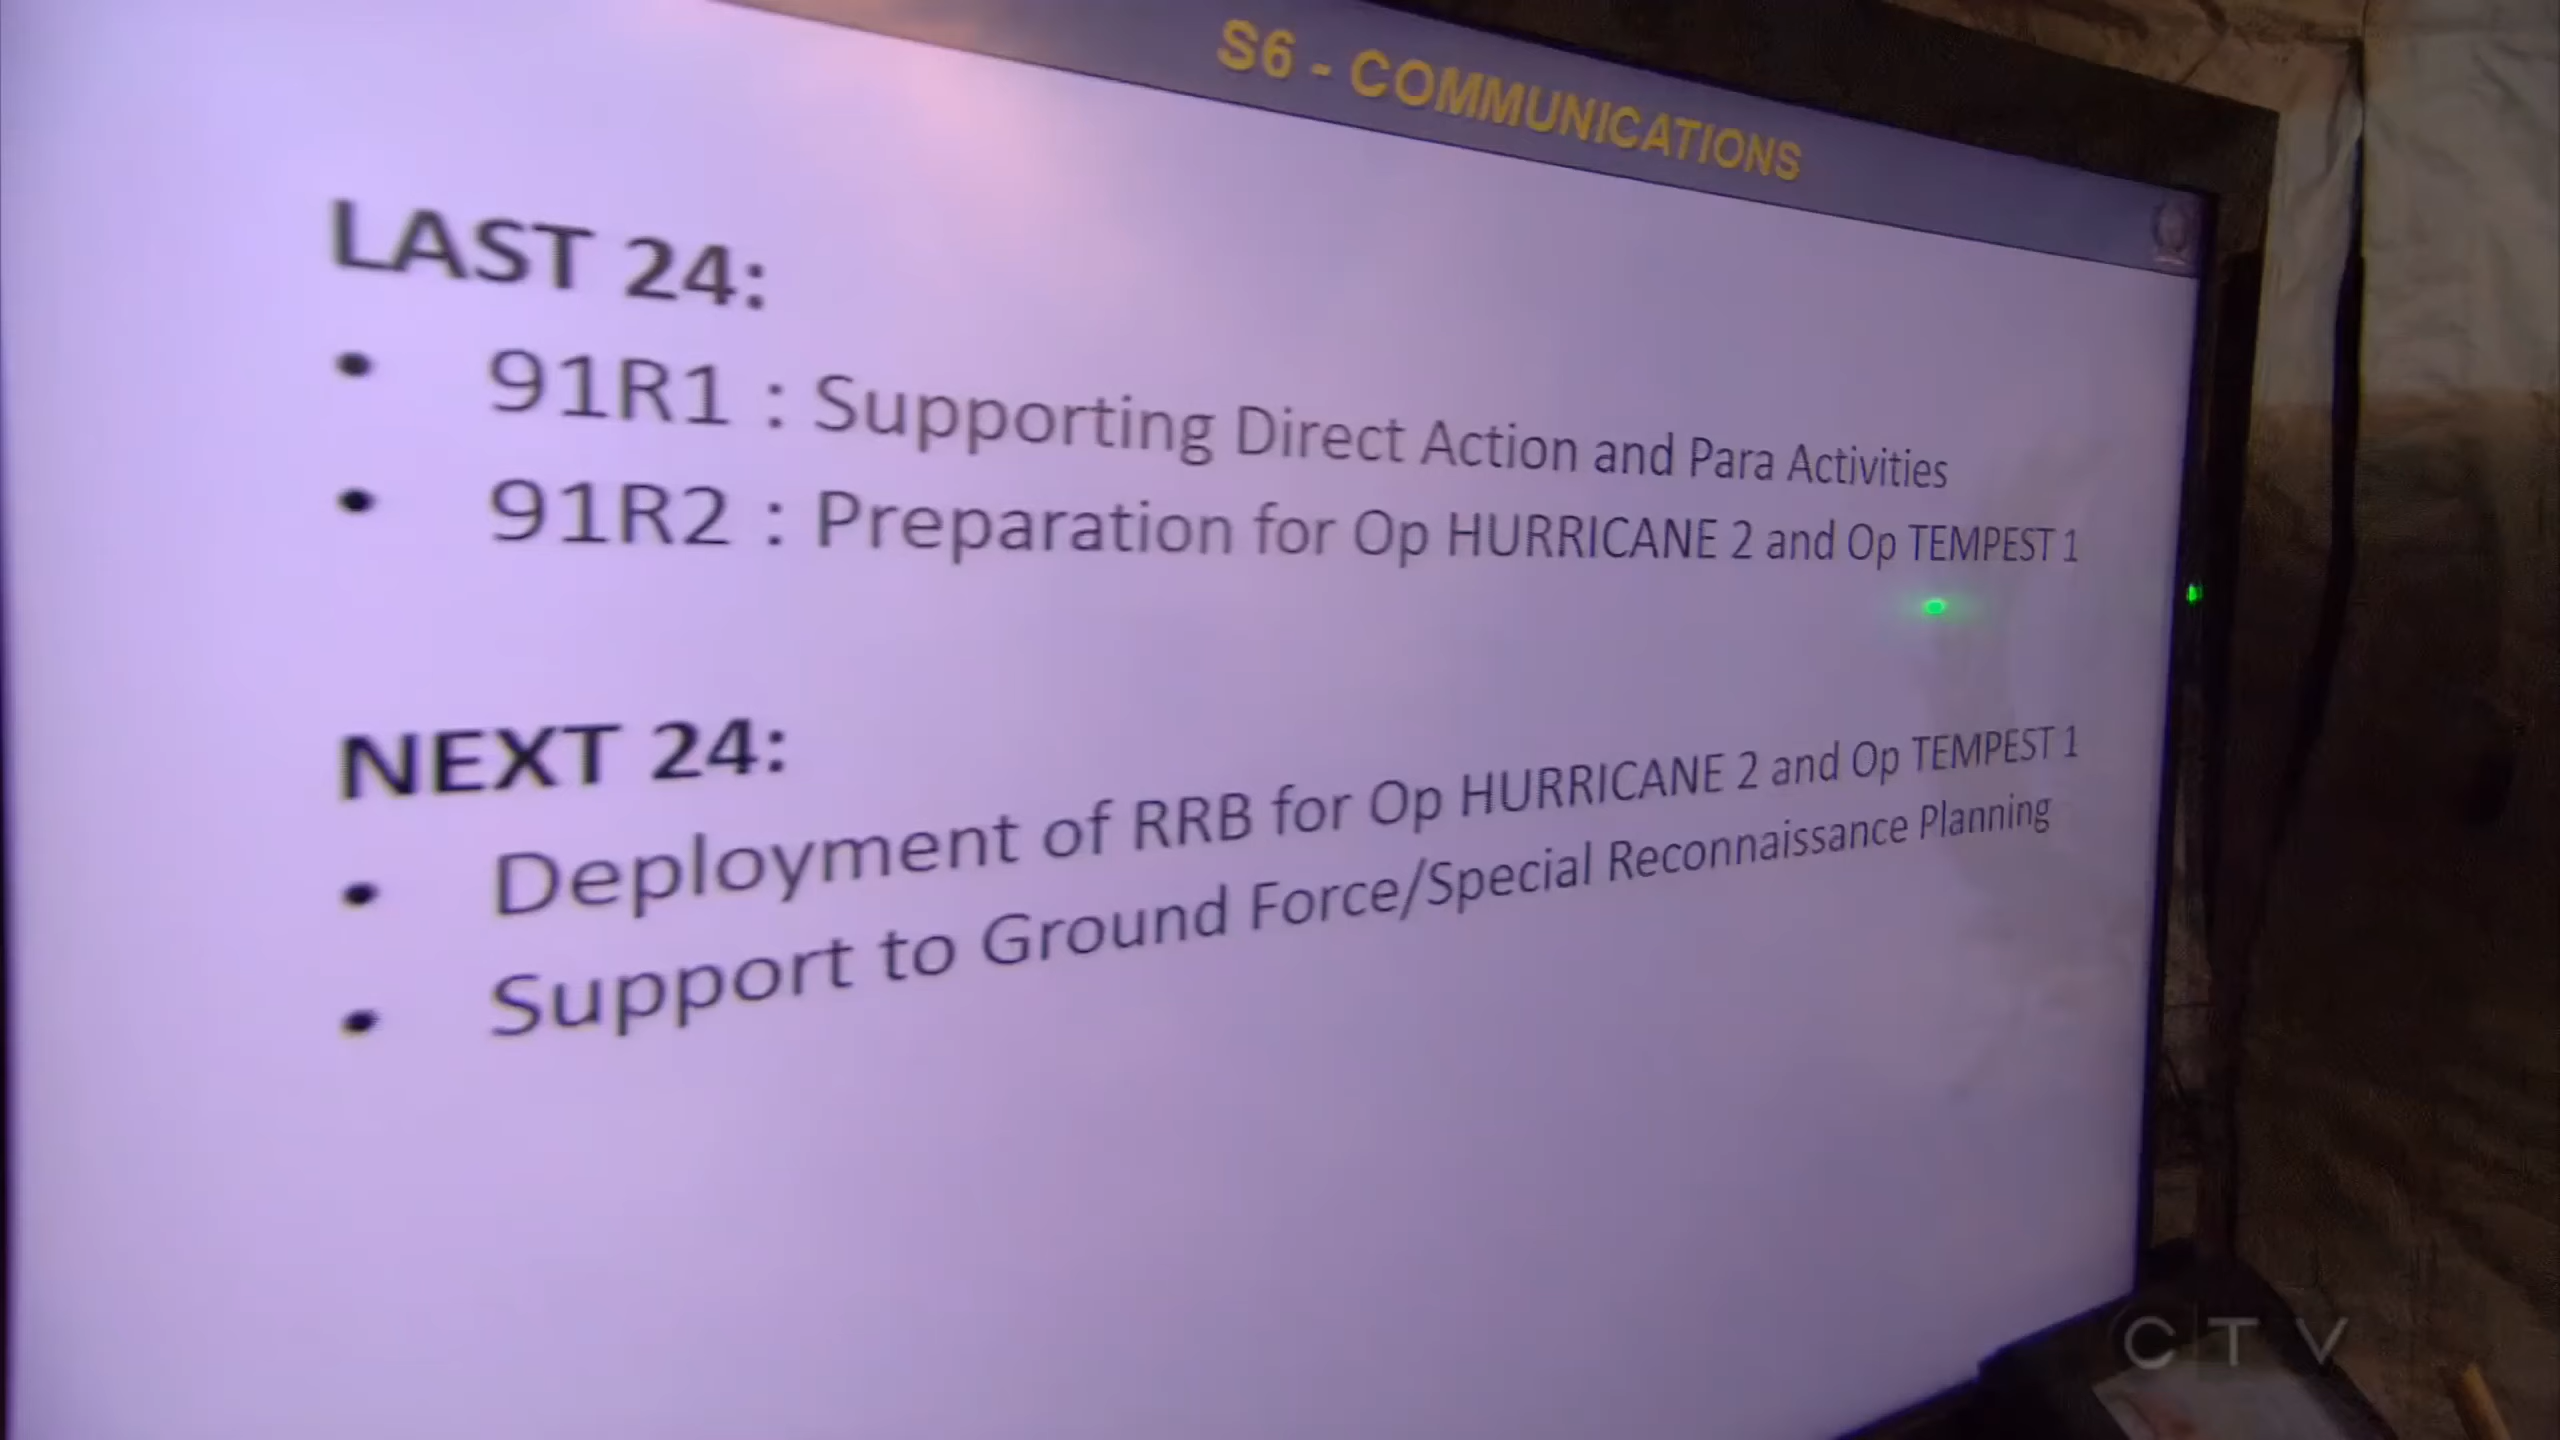 S6 - COMMUNICATIONS
LAST 24:
• 91R1 : Supporting Direct Action and Para Activities
• 91R2 : Preparation for Op HURRICANE 2 and Op TEMPEST 1
NEXT 24:
• Deployment of RRB for Op HURRICANE 2 and Op TEMPEST 1
• Support to Ground Force/Special Reconnaissance Planning
CTV